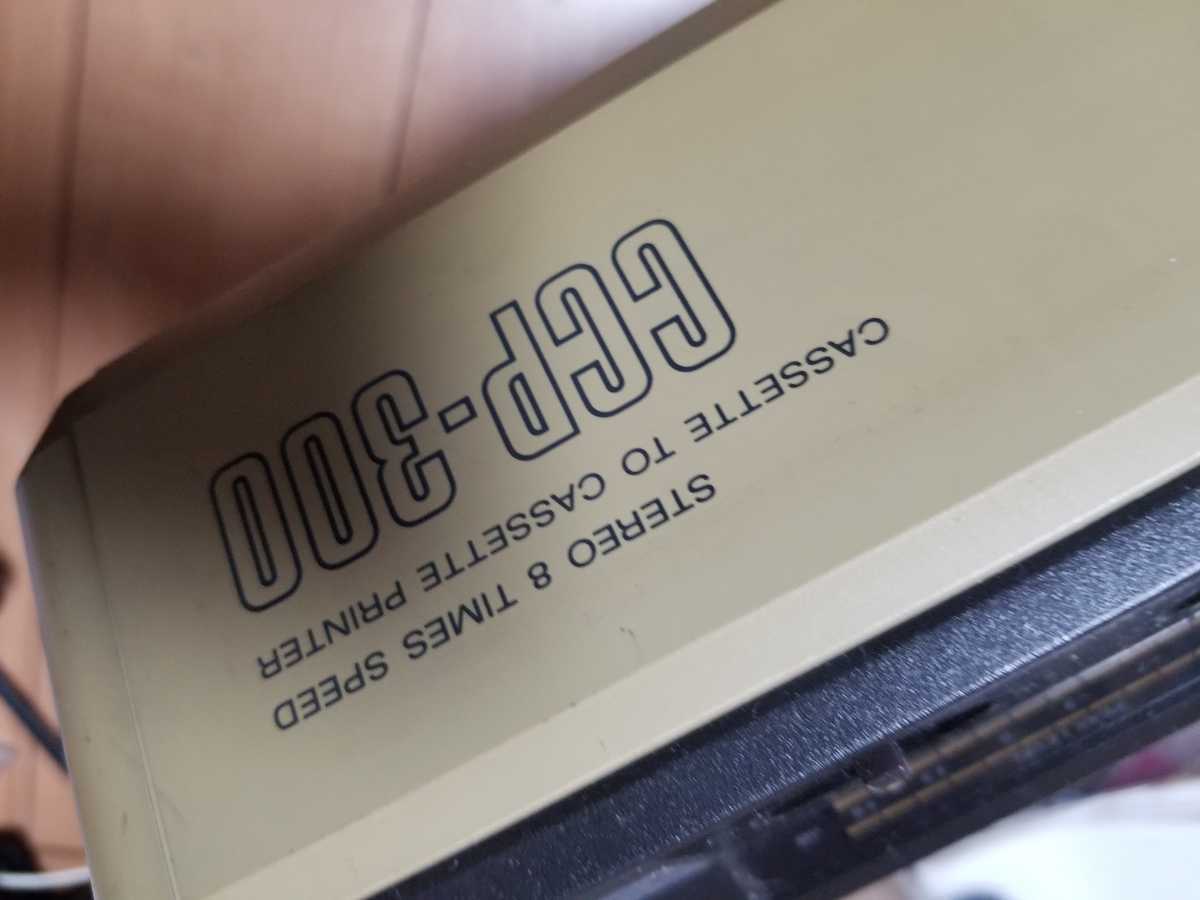 STEREO 8 TIMES SPEED
CASSETTE TO CASSETTE PRINTER
CCP-300